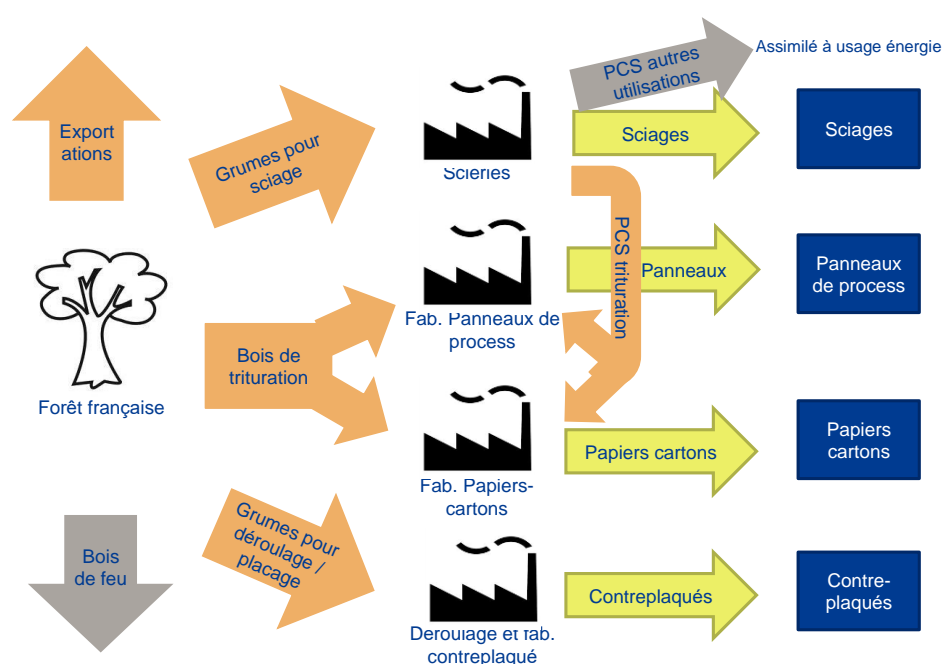 PCS autres
utilisations
Assimilé à usage énergie
Export
ations
Grumes pour
sciage
Scieries
Sciages
Sciages
PCS trituration
Forêt française
Bois de
trituration
Fab. Panneaux de
process
Panneaux
Panneaux
de process
Fab. Papiers-
cartons
Papiers cartons
Papiers
cartons
Bois
de feu
Grumes pour
déroulage /
placage
Déroulage et fab.
contreplaqué
Contreplaqués
Contre-
plaqués